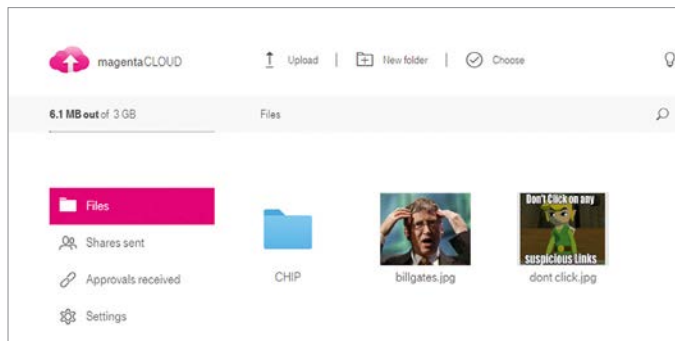 magentaCLOUD
Upload | New folder | Choose
6.1 MB out of 3 GB
Files
Files
Shares sent
Approvals received
Settings
CHIP
billgates.jpg
Don't Click on any
suspicious Links
dont click.jpg